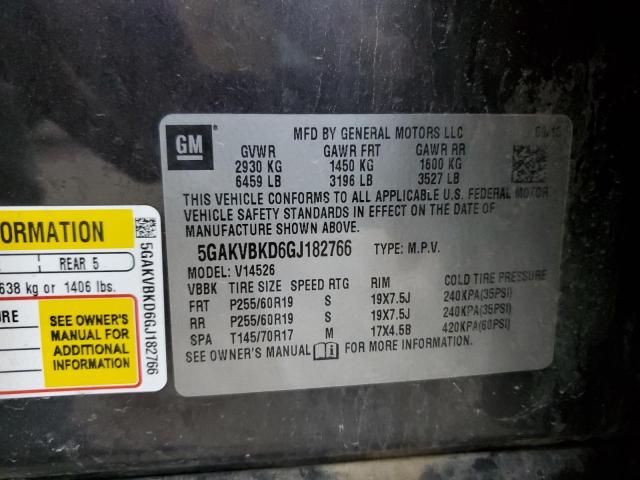 GM
MFD BY GENERAL MOTORS LLC
GVWR GAWR FRT GAWR RR
2930 KG 1450 KG 1600 KG
6459 LB 3196 LB 3527 LB
THIS VEHICLE CONFORMS TO ALL APPLICABLE U.S. FEDERAL MOTOR
VEHICLE SAFETY STANDARDS IN EFFECT ON THE DATE OF
MANUFACTURE SHOWN ABOVE.
5GAKVBKD6GJ182766 TYPE: M.P.V.
MODEL: V14526
VBBK TIRE SIZE SPEED RTG RIM COLD TIRE PRESSURE
FRT P255/60R19 S 19X7.5J 240KPA(35PSI)
RR P255/60R19 S 19X7.5J 240KPA(35PSI)
SPA T145/70R17 M 17X4.5B 420KPA(60PSI)
SEE OWNER'S MANUAL FOR MORE INFORMATION.
ORMATION
REAR 5
638 kg or 1406 lbs.
SEE OWNER'S
MANUAL FOR
ADDITIONAL
INFORMATION
5GAKVBKD6GJ182766